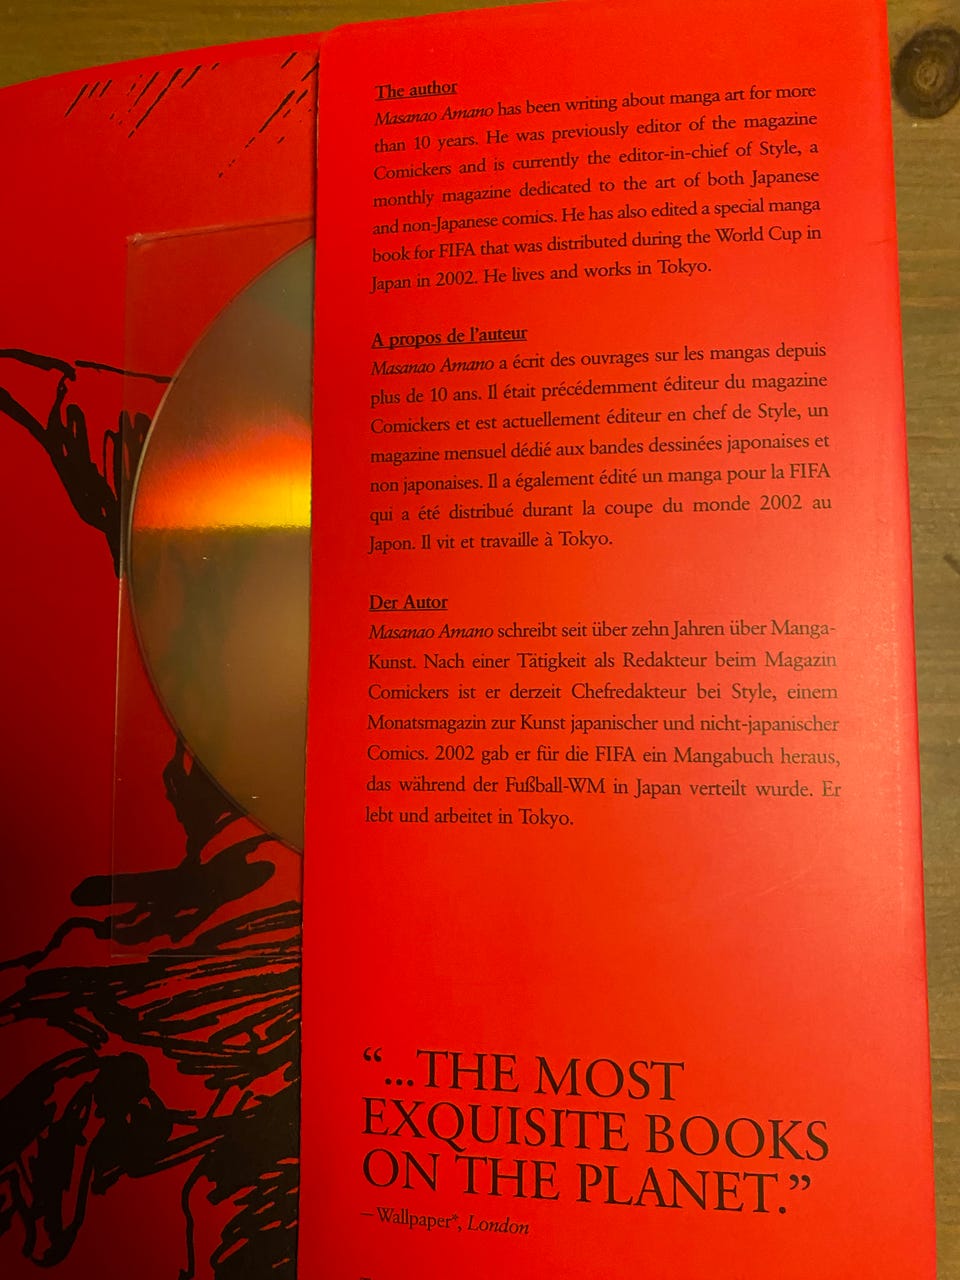 The author
Masanao Amano has been writing about manga art for more
than 10 years. He was previously editor of the magazine
Comickers and is currently the editor-in-chief of Style, a
monthly magazine dedicated to the art of both Japanese
and non-Japanese comics. He has also edited a special manga
book for FIFA that was distributed during the World Cup in
Japan in 2002. He lives and works in Tokyo.
A propos de l'auteur
Masanao Amano a écrit des ouvrages sur les mangas depuis
plus de 10 ans. Il était précédemment éditeur du magazine
Comickers et est actuellement éditeur en chef de Style, un
magazine mensuel dédié aux bandes dessinées japonaises et
non japonaises. Il a également édité un manga pour la FIFA
qui a été distribué durant la coupe du monde 2002 au
Japon. Il vit et travaille à Tokyo.
Der Autor
Masanao Amano schreibt seit über zehn Jahren über Manga-
Kunst. Nach einer Tätigkeit als Redakteur beim Magazin
Comickers ist er derzeit Chefredakteur bei Style, einem
Monatsmagazin zur Kunst japanischer und nicht-japanischer
Comics. 2002 gab er für die FIFA ein Mangabuch heraus,
das während der Fußball-WM in Japan verteilt wurde. Er
lebt und arbeitet in Tokyo.
“...THE MOST
EXQUISITE BOOKS
ON THE PLANET.”
– Wallpaper*, London